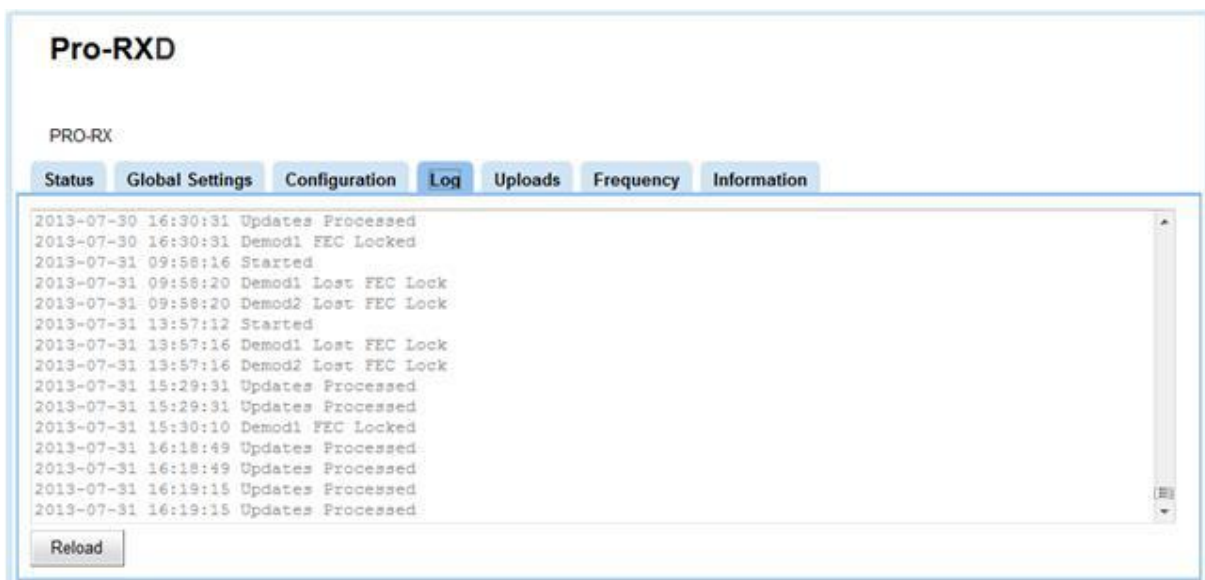 Pro-RXD
PRO-RX
Status Global Settings Configuration Log Uploads Frequency Information
2013-07-30 16:30:31 Updates Processed
2013-07-30 16:30:31 Demod1 FEC Locked
2013-07-31 09:58:16 Started
2013-07-31 09:58:20 Demod1 Lost FEC Lock
2013-07-31 09:58:20 Demod2 Lost FEC Lock
2013-07-31 13:57:12 Started
2013-07-31 13:57:16 Demod1 Lost FEC Lock
2013-07-31 13:57:16 Demod2 Lost FEC Lock
2013-07-31 15:29:31 Updates Processed
2013-07-31 15:29:31 Updates Processed
2013-07-31 15:30:10 Demod1 FEC Locked
2013-07-31 16:18:49 Updates Processed
2013-07-31 16:18:49 Updates Processed
2013-07-31 16:19:15 Updates Processed
2013-07-31 16:19:15 Updates Processed
Reload